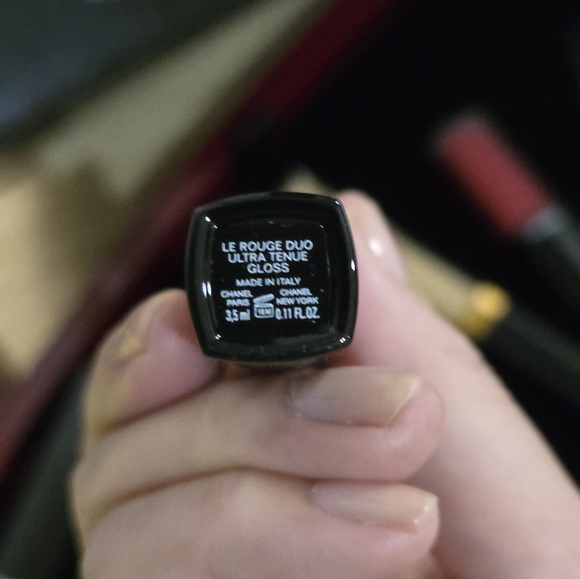 LE ROUGE DUO
ULTRA TENUE
GLOSS
MADE IN ITALY
CHANEL CHANEL
PARIS NEW YORK
3,5 ml 18M 0.11 FL.OZ.